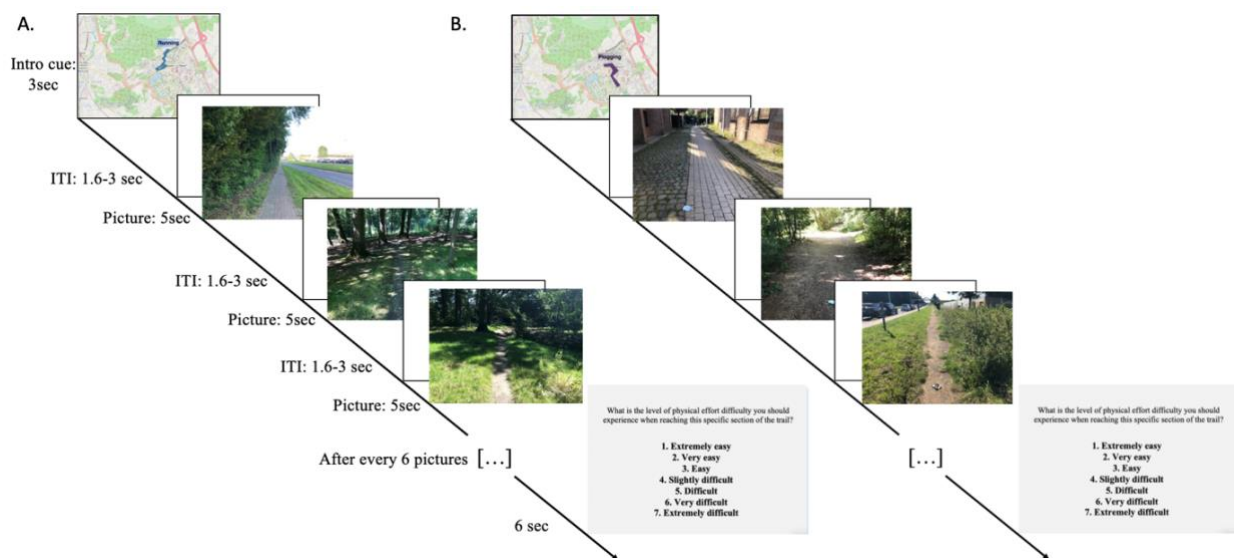 A.
Intro cue:
3sec
Running
ITI: 1.6-3 sec
Picture: 5sec
ITI: 1.6-3 sec
Picture: 5sec
ITI: 1.6-3 sec
Picture: 5sec
After every 6 pictures [...]
6 sec
What is the level of physical effort difficulty you should
experience when reaching this specific section of the trail?
1. Extremely easy
2. Very easy
3. Easy
4. Slightly difficult
5. Difficult
6. Very difficult
7. Extremely difficult
B.
Plogging
[...]
What is the level of physical effort difficulty you should
experience when reaching this specific section of the trail?
1. Extremely easy
2. Very easy
3. Easy
4. Slightly difficult
5. Difficult
6. Very difficult
7. Extremely difficult